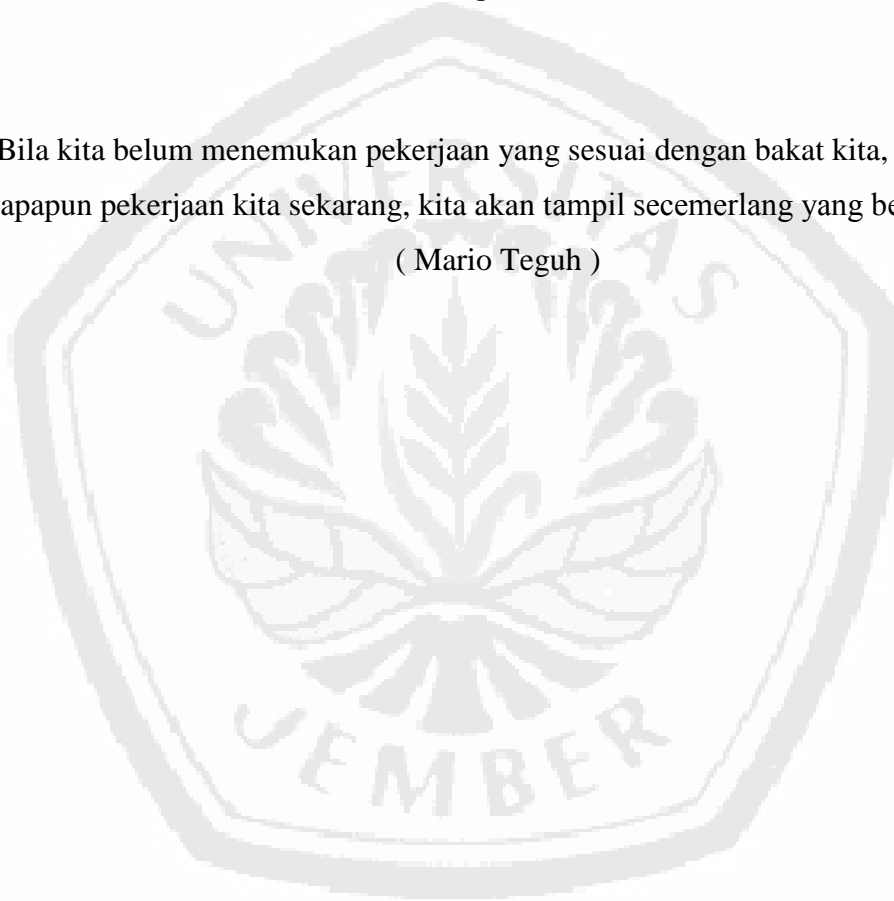 Bila kita belum menemukan pekerjaan yang sesuai dengan bakat kita,
apapun pekerjaan kita sekarang, kita akan tampil secemerlang yang
( Mario Teguh )
UNIVERSITAS
JEMBER